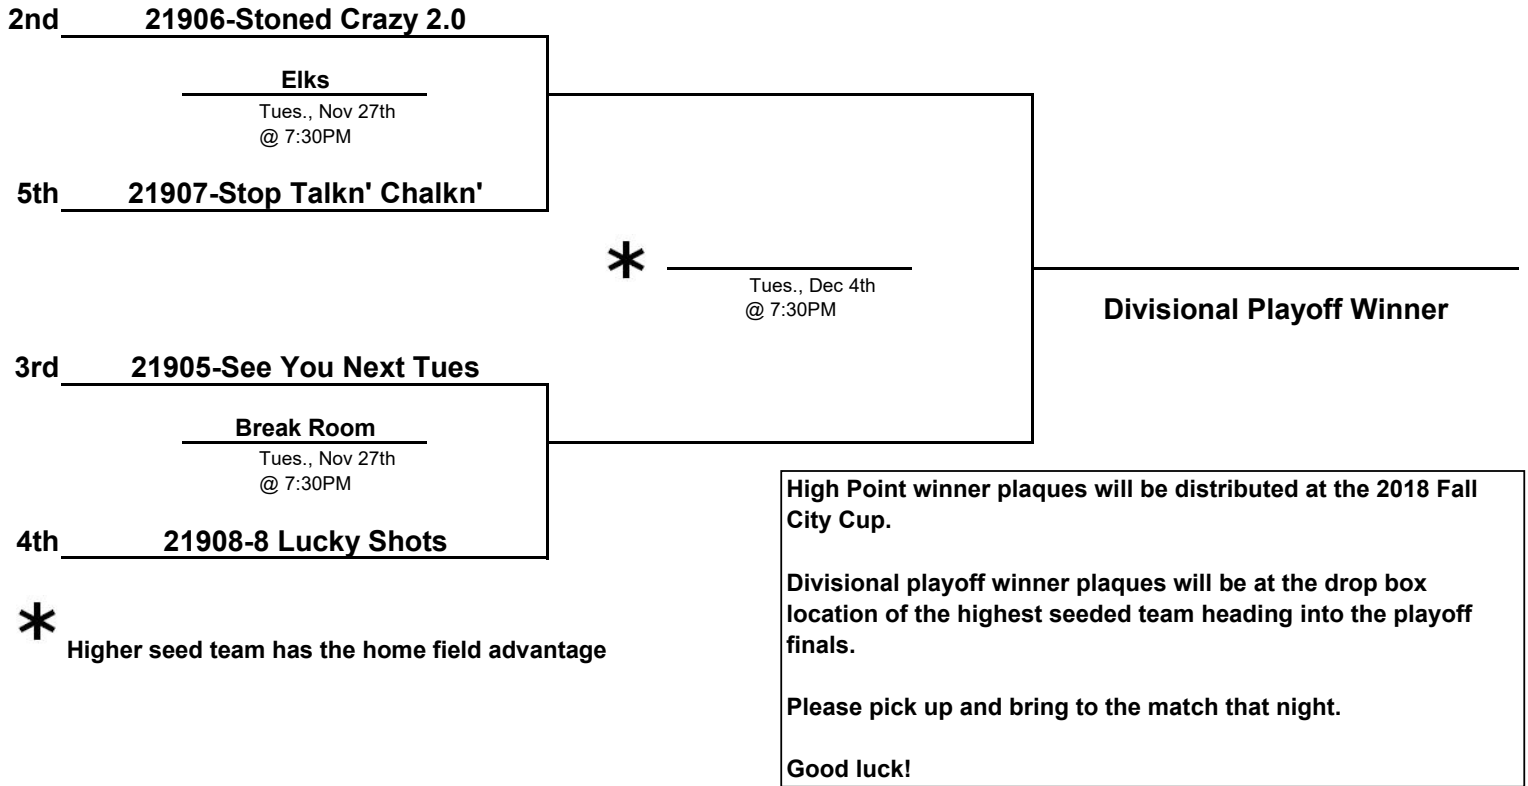 2nd 21906-Stoned Crazy 2.0
Elks
Tues., Nov 27th
@ 7:30PM
5th 21907-Stop Talkn' Chalkn'
*
Tues., Dec 4th
@ 7:30PM
Divisional Playoff Winner
3rd 21905-See You Next Tues
Break Room
Tues., Nov 27th
@ 7:30PM
4th 21908-8 Lucky Shots
*
Higher seed team has the home field advantage
High Point winner plaques will be distributed at the 2018 Fall
City Cup.
Divisional playoff winner plaques will be at the drop box
location of the highest seeded team heading into the playoff
finals.
Please pick up and bring to the match that night.
Good luck!